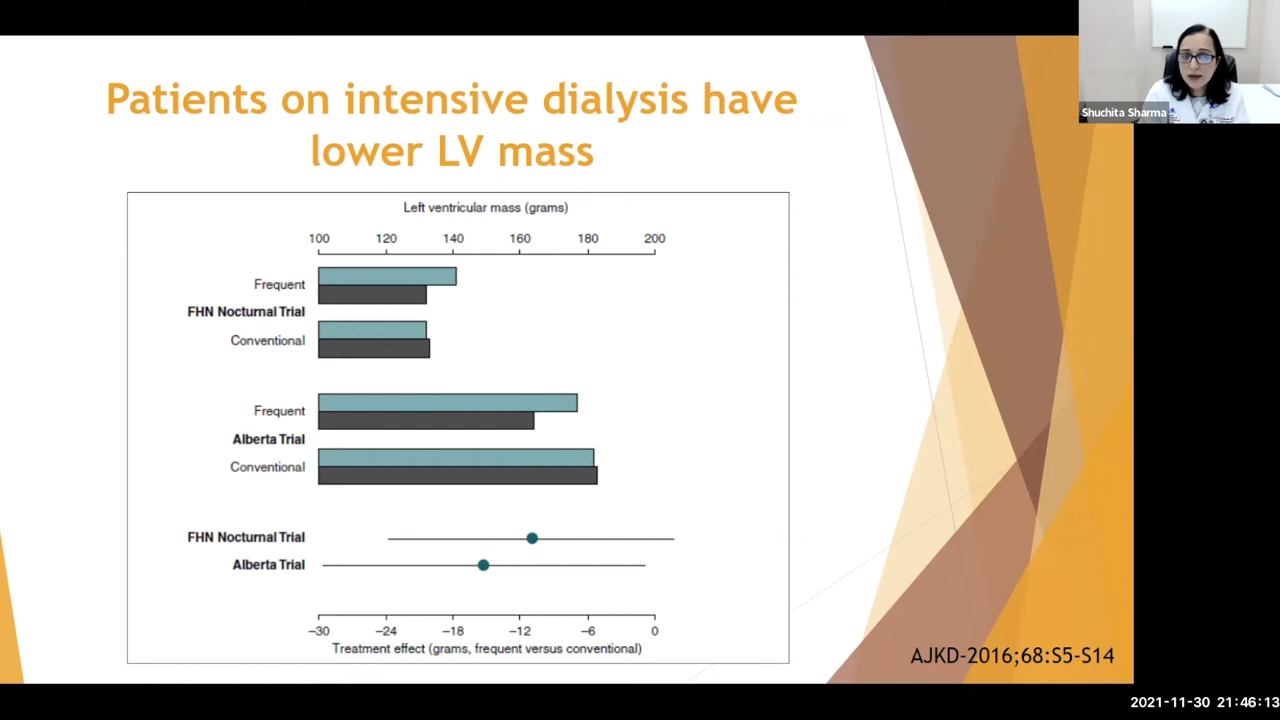 Patients on intensive dialysis have
lower LV mass
Shuchita Sharma
Left ventricular mass (grams)
100 120 140 160 180 200
Frequent
FHN Nocturnal Trial
Conventional
Frequent
Alberta Trial
Conventional
FHN Nocturnal Trial
Alberta Trial
–30 –24 –18 –12 –6 0
Treatment effect (grams, frequent versus conventional)
AJKD-2016;68:S5-S14
2021-11-30 21:46:13